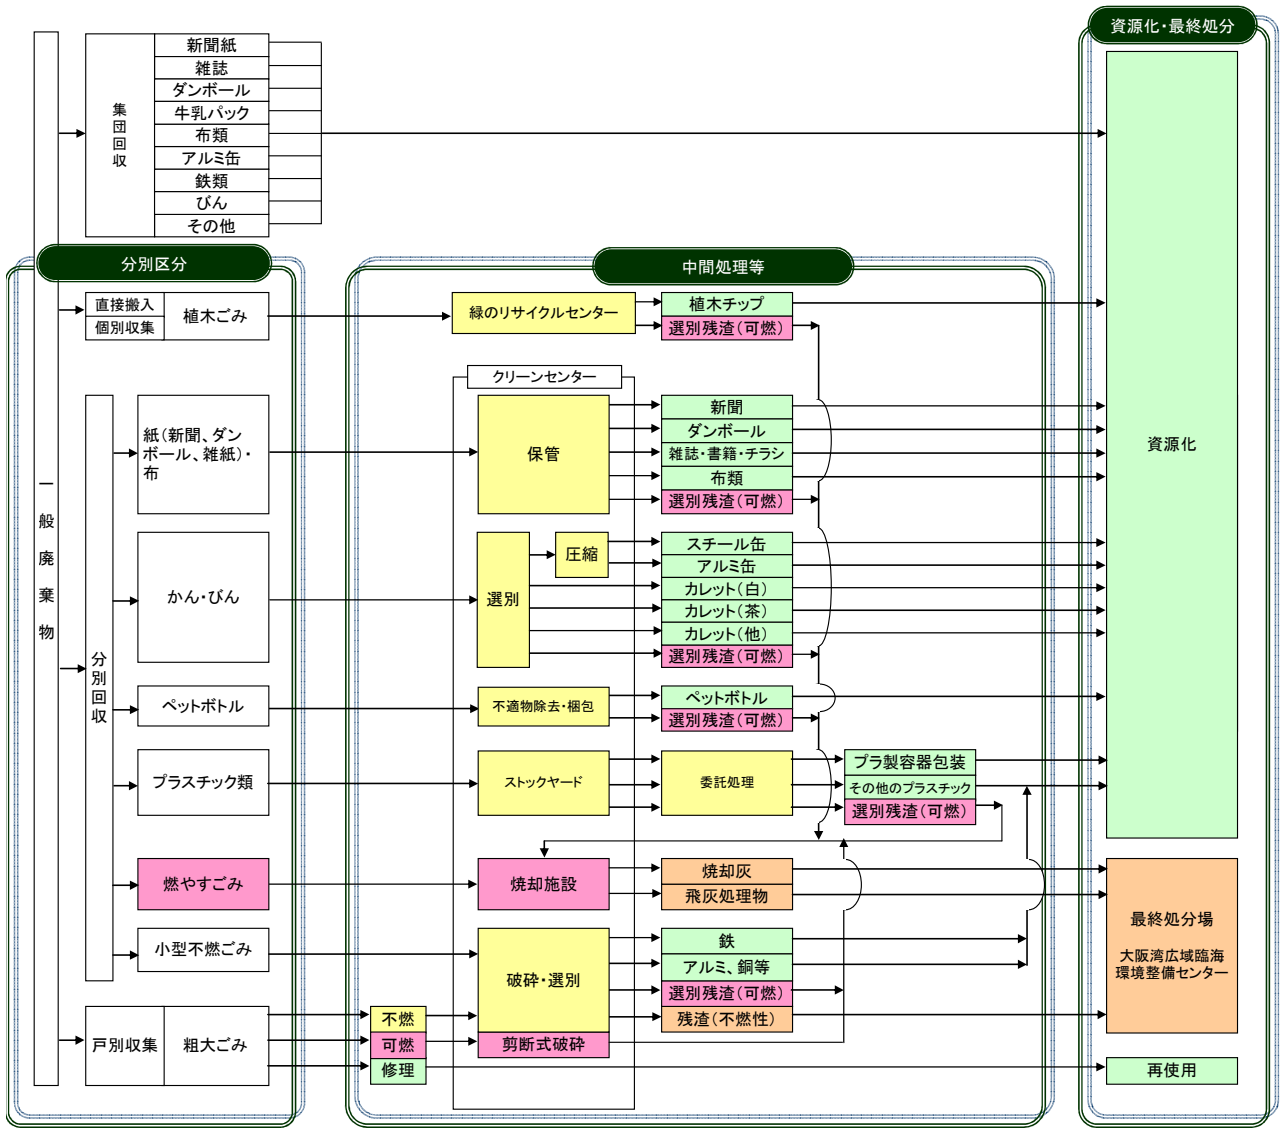 資源化・最終処分
一般廃棄物
集団回収
新聞紙
雑誌
ダンボール
牛乳パック
布類
アルミ缶
鉄類
びん
その他
分別区分
中間処理等
直接搬入
個別収集
植木ごみ
緑のリサイクルセンター
植木チップ
選別残渣(可燃)
クリーンセンター
分別回収
紙(新聞、ダン
ボール、雑紙)・
布
保管
新聞
ダンボール
雑誌・書籍・チラシ
布類
選別残渣(可燃)
資源化
かん・びん
選別
圧縮
スチール缶
アルミ缶
カレット(白)
カレット(茶)
カレット(他)
選別残渣(可燃)
ペットボトル
不適物除去・梱包
ペットボトル
選別残渣(可燃)
プラスチック類
ストックヤード
委託処理
プラ製容器包装
その他のプラスチック
選別残渣(可燃)
燃やすごみ
焼却施設
焼却灰
飛灰処理物
最終処分場
大阪湾広域臨海
環境整備センター
小型不燃ごみ
破砕・選別
鉄
アルミ、銅等
選別残渣(可燃)
残渣(不燃性)
戸別収集
粗大ごみ
不燃
可燃
修理
剪断式破砕
再使用